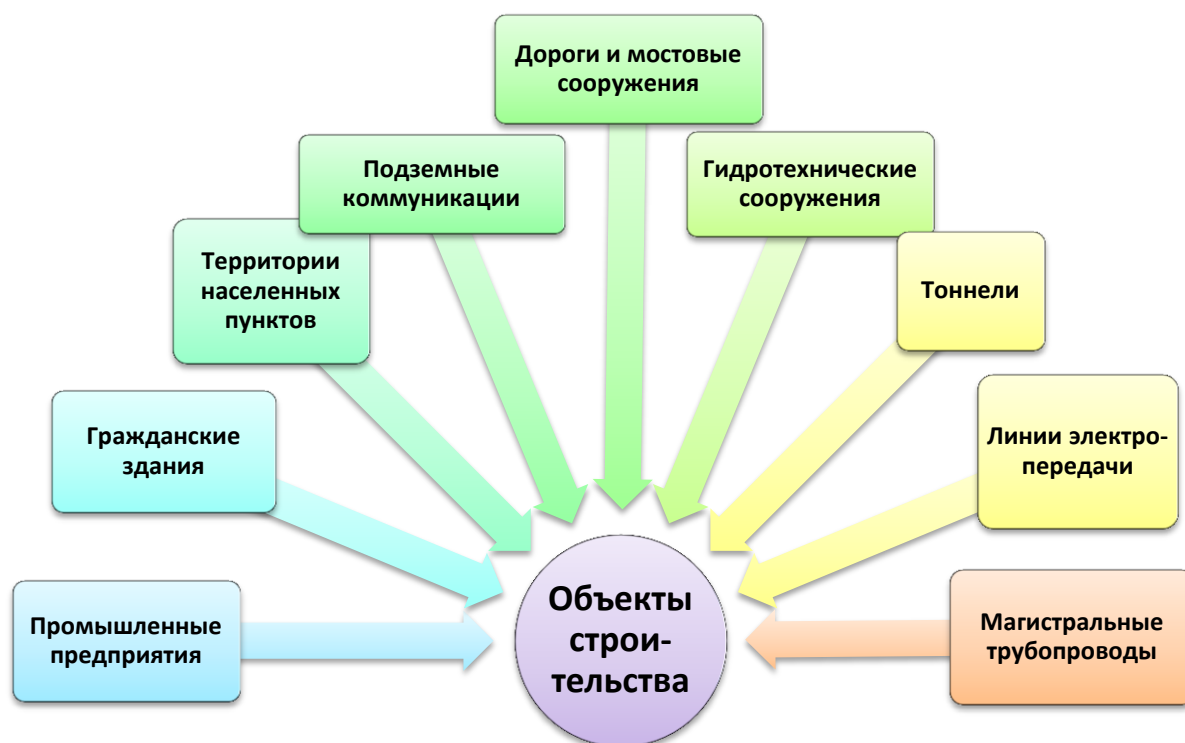 Дороги и мостовые
сооружения
Подземные
коммуникации
Гидротехнические
сооружения
Территории
населенных
пунктов
Тоннели
Гражданские
здания
Линии электро-
передачи
Промышленные
предприятия
Объекты
строи-
тельства
Магистральные
трубопроводы